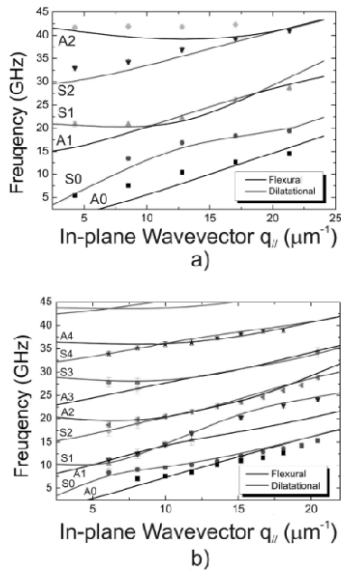 45
40
35
30
25
20
15
10
5
A2
S2
S1
A1
S0
A0
Freuqency (GHz)
Flexural
Dilatational
5 10 15 20 25
In-plane Wavevector q// (μm-1)
a)
45
40
35
30
25
20
15
10
5
A4
S4
S3
A3
A2
S2
S1
A1
S0
A0
Freuqency (GHz)
Flexural
Dilatational
5 10 15 20
In-plane Wavevector q// (μm-1)
b)